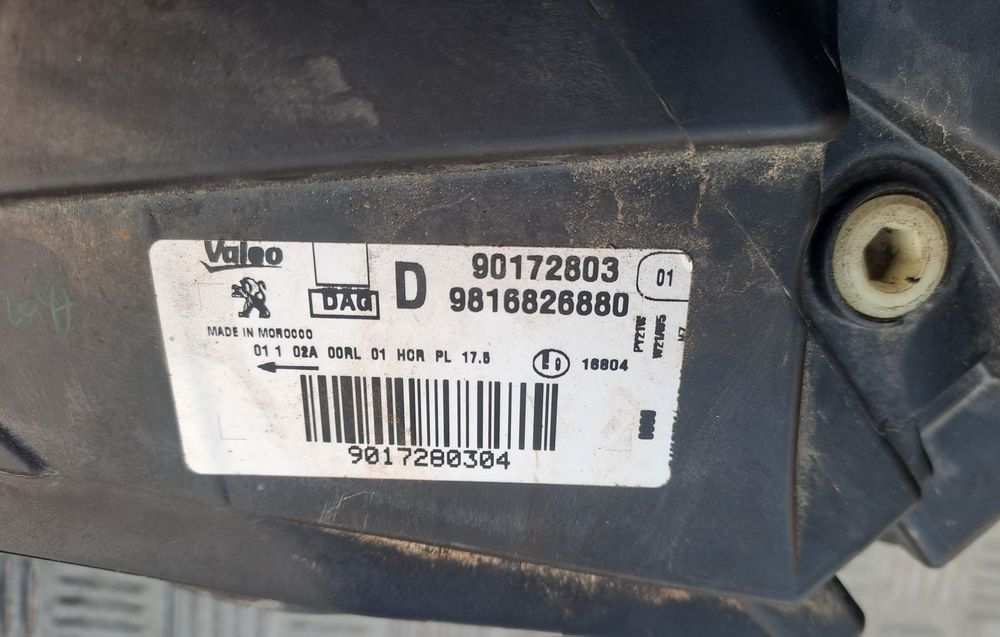 Valeo
DAG
D
90172803
9816826880
01
MADE IN MOROCCO
01 1 02A 00RL 01 HCR PL 17.5
E 9
16804
9017280304